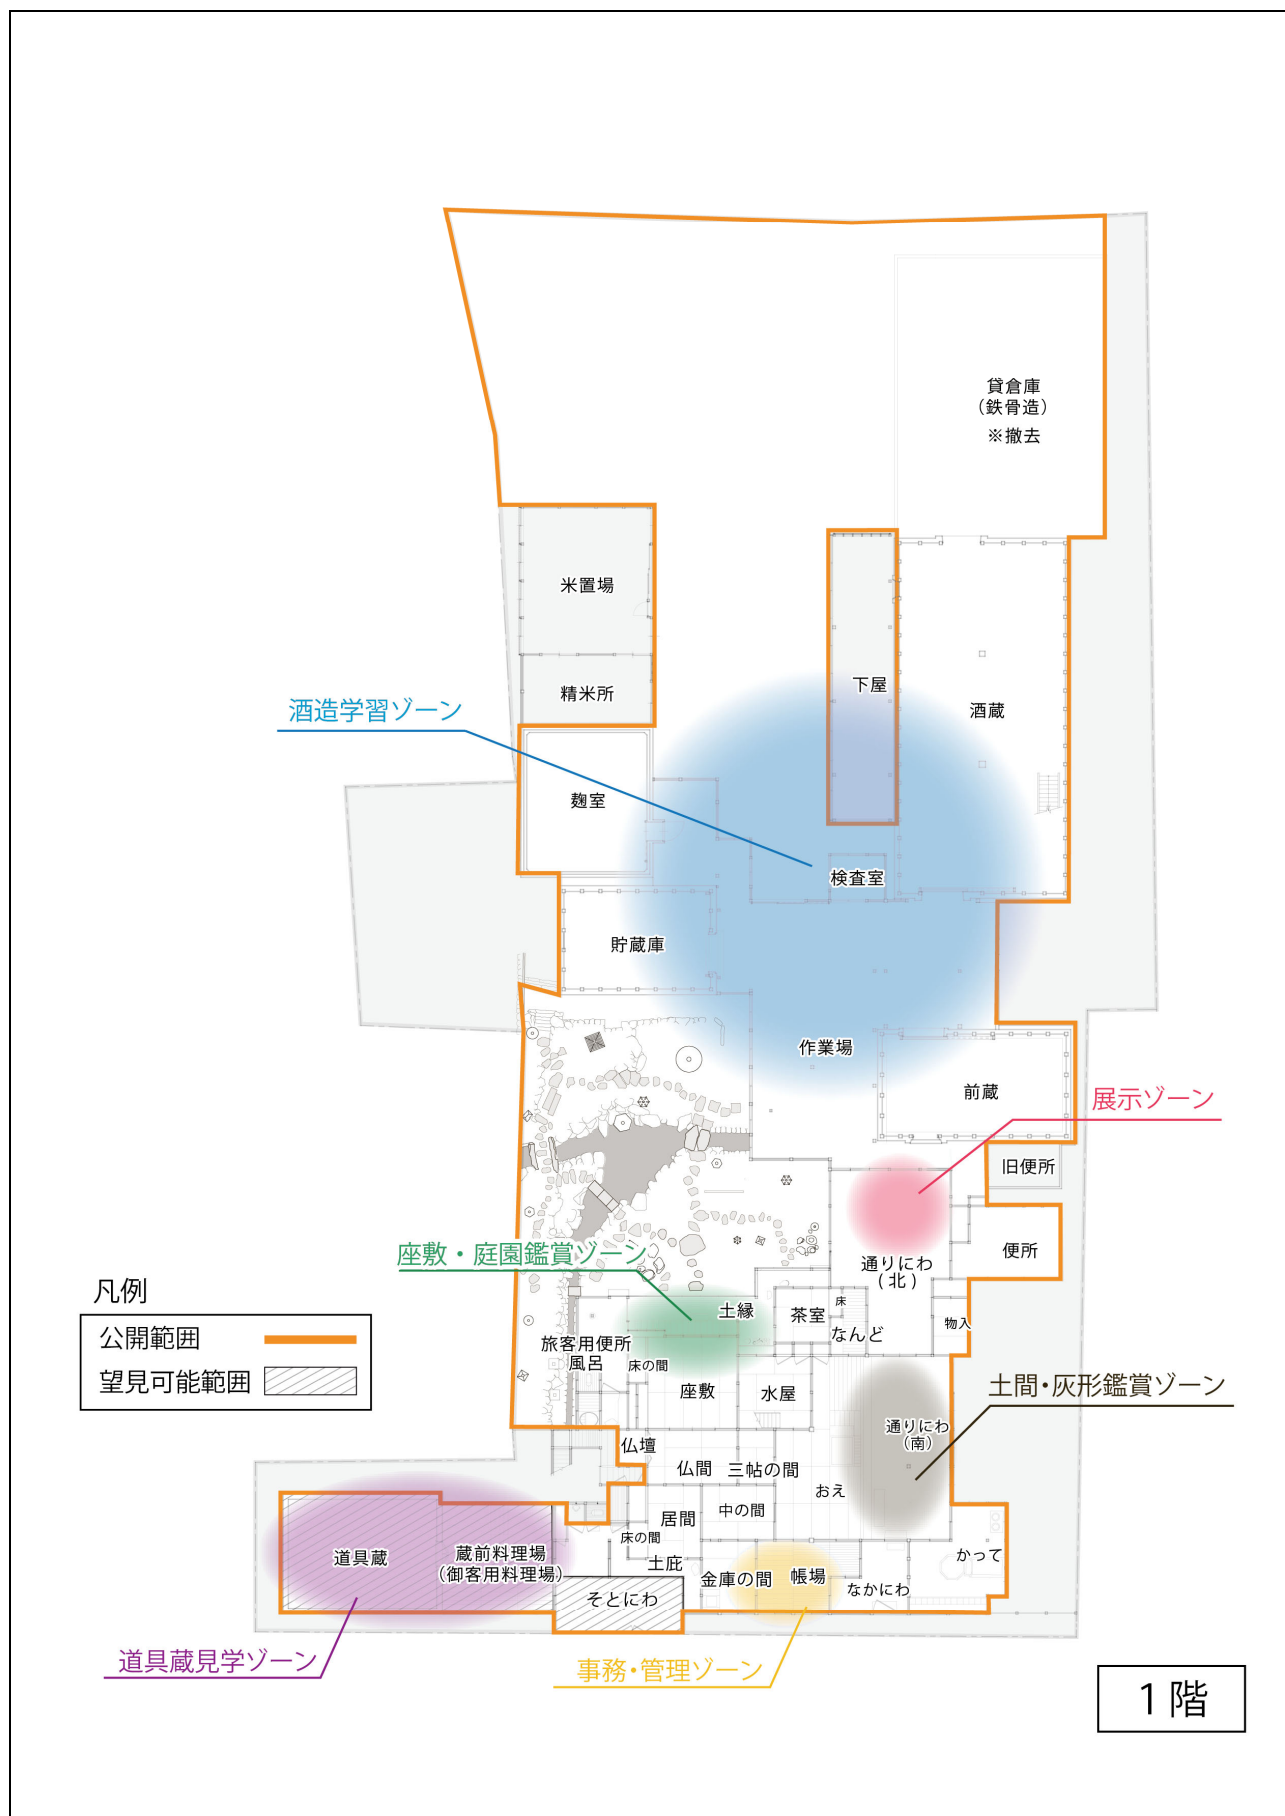 貸倉庫
（鉄骨造）
※撤去
米置場
精米所
下屋
酒蔵
酒造学習ゾーン
麹室
検査室
貯蔵庫
作業場
前蔵
展示ゾーン
旧便所
便所
通りにわ
（北）
座敷・庭園鑑賞ゾーン
土縁
茶室
床
なんど
物入
旅客用便所
風呂
床の間
座敷
水屋
凡例
公開範囲
望見可能範囲
土間・灰形鑑賞ゾーン
通りにわ
（南）
仏壇
仏間
三帖の間
おえ
中の間
居間
床の間
土庇
かって
道具蔵
蔵前料理場
（御客用料理場）
そとにわ
金庫の間
帳場
なかにわ
道具蔵見学ゾーン
事務・管理ゾーン
１階